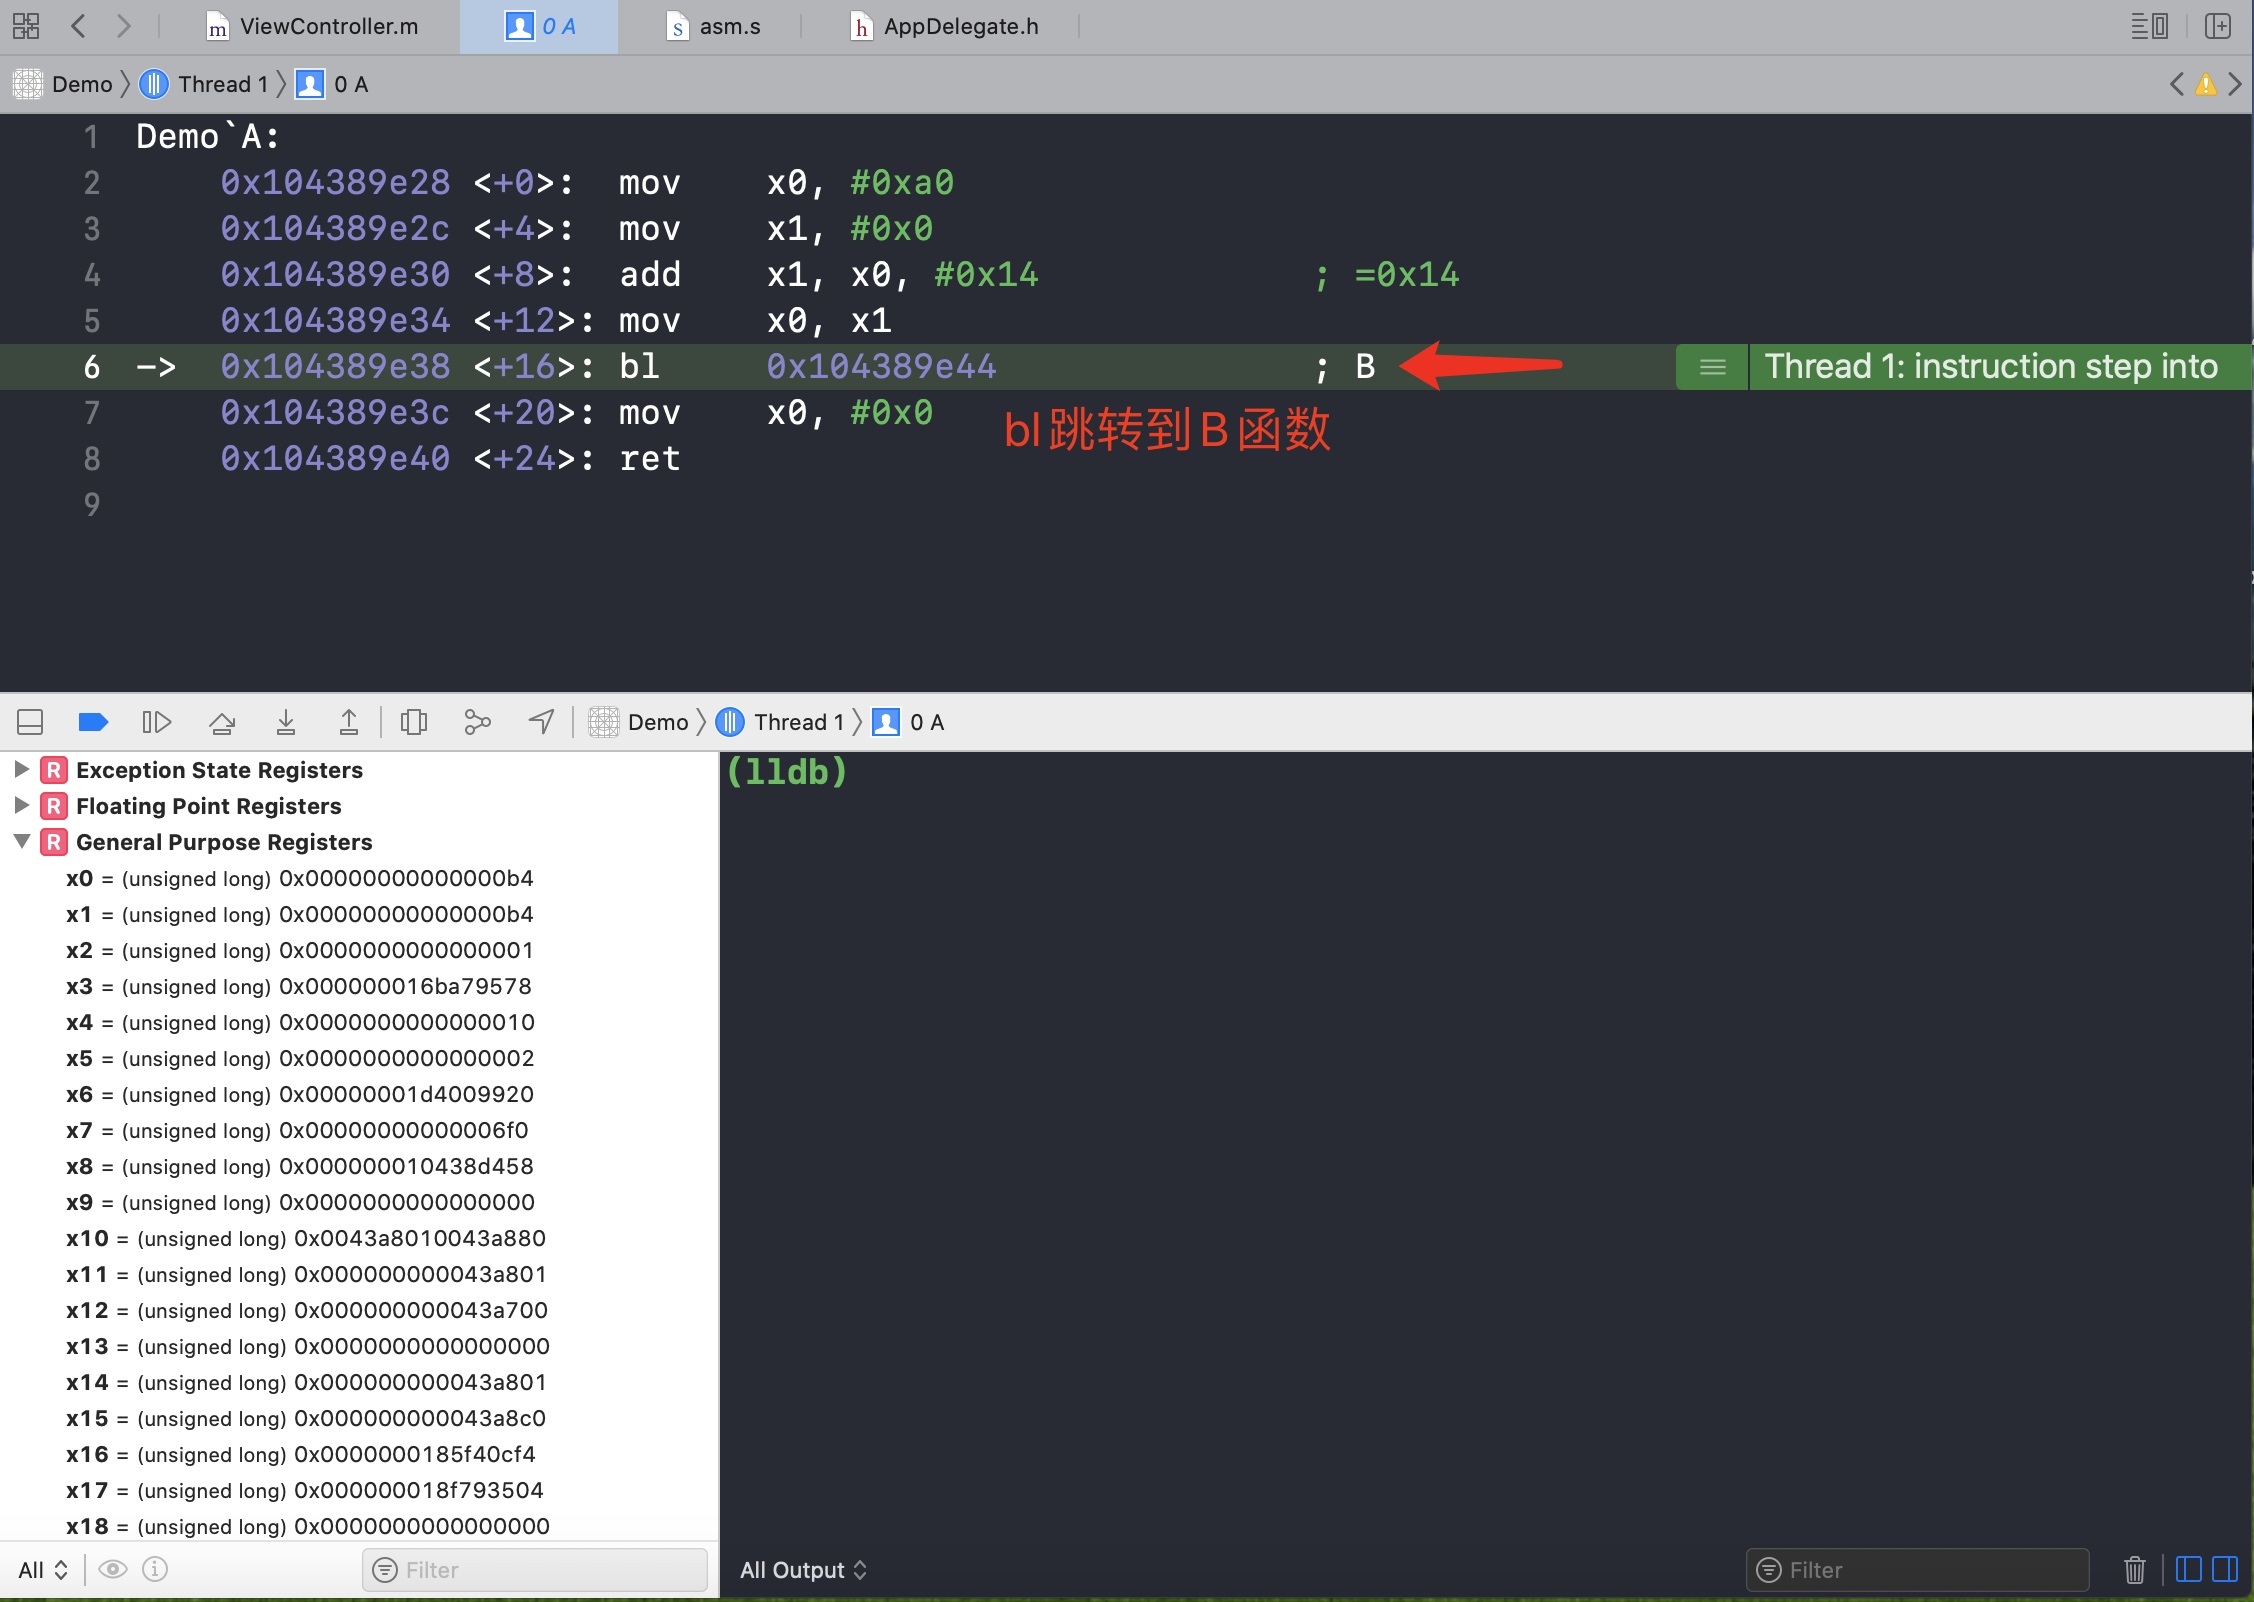 ViewController.m 0 A asm.s AppDelegate.h
Demo Thread 1 0 A
1 Demo`A:
2 0x104389e28 <+0>: mov x0, #0xa0
3 0x104389e2c <+4>: mov x1, #0x0
4 0x104389e30 <+8>: add x1, x0, #0x14 ; =0x14
5 0x104389e34 <+12>: mov x0, x1
6 -> 0x104389e38 <+16>: bl 0x104389e44 ; B Thread 1: instruction step into
7 0x104389e3c <+20>: mov x0, #0x0
bl跳转到B函数
8 0x104389e40 <+24>: ret
9
Demo Thread 1 0 A
R Exception State Registers
R Floating Point Registers
R General Purpose Registers
x0 = (unsigned long) 0x00000000000000b4
x1 = (unsigned long) 0x00000000000000b4
x2 = (unsigned long) 0x0000000000000001
x3 = (unsigned long) 0x000000016ba79578
x4 = (unsigned long) 0x0000000000000010
x5 = (unsigned long) 0x0000000000000002
x6 = (unsigned long) 0x00000001d4009920
x7 = (unsigned long) 0x00000000000006f0
x8 = (unsigned long) 0x000000010438d458
x9 = (unsigned long) 0x0000000000000000
x10 = (unsigned long) 0x0043a8010043a880
x11 = (unsigned long) 0x000000000043a801
x12 = (unsigned long) 0x000000000043a700
x13 = (unsigned long) 0x0000000000000000
x14 = (unsigned long) 0x000000000043a801
x15 = (unsigned long) 0x000000000043a8c0
x16 = (unsigned long) 0x0000000185f40cf4
x17 = (unsigned long) 0x000000018f793504
x18 = (unsigned long) 0x0000000000000000
All Filter
(lldb)
All Output Filter